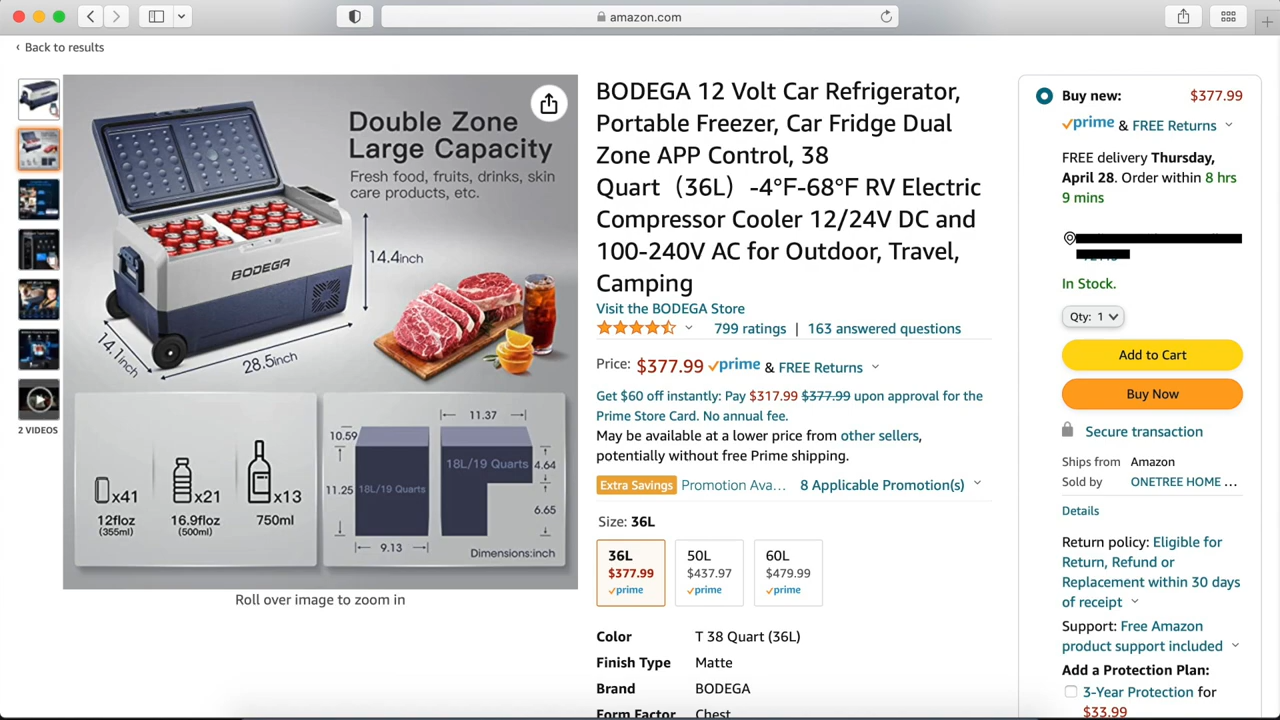 amazon.com
‹ Back to results
Double Zone
Large Capacity
Fresh food, fruits, drinks, skin
care products, etc.
BODEGA
14.4inch
14.1inch
28.5inch
x41
12floz
(355ml)
x21
16.9floz
(500ml)
x13
750ml
10.59
11.25
18L/19 Quarts
9.13
11.37
18L/19 Quarts
4.64
6.65
Dimensions:inch
2 VIDEOS
Roll over image to zoom in
BODEGA 12 Volt Car Refrigerator,
Portable Freezer, Car Fridge Dual
Zone APP Control, 38
Quart（36L）-4°F-68°F RV Electric
Compressor Cooler 12/24V DC and
100-240V AC for Outdoor, Travel,
Camping
Visit the BODEGA Store
799 ratings | 163 answered questions
Price: $377.99 prime & FREE Returns
Get $60 off instantly: Pay $317.99 $377.99 upon approval for the
Prime Store Card. No annual fee.
May be available at a lower price from other sellers,
potentially without free Prime shipping.
Extra Savings Promotion Ava... 8 Applicable Promotion(s)
Size: 36L
36L
$377.99
prime
50L
$437.97
prime
60L
$479.99
prime
Color T 38 Quart (36L)
Finish Type Matte
Brand BODEGA
Form Factor Chest
Buy new: $377.99
prime & FREE Returns
FREE delivery Thursday,
April 28. Order within 8 hrs
9 mins
In Stock.
Qty: 1
Add to Cart
Buy Now
Secure transaction
Ships from Amazon
Sold by ONETREE HOME ...
Details
Return policy: Eligible for
Return, Refund or
Replacement within 30 days
of receipt
Support: Free Amazon
product support included
Add a Protection Plan:
3-Year Protection for
$33.99